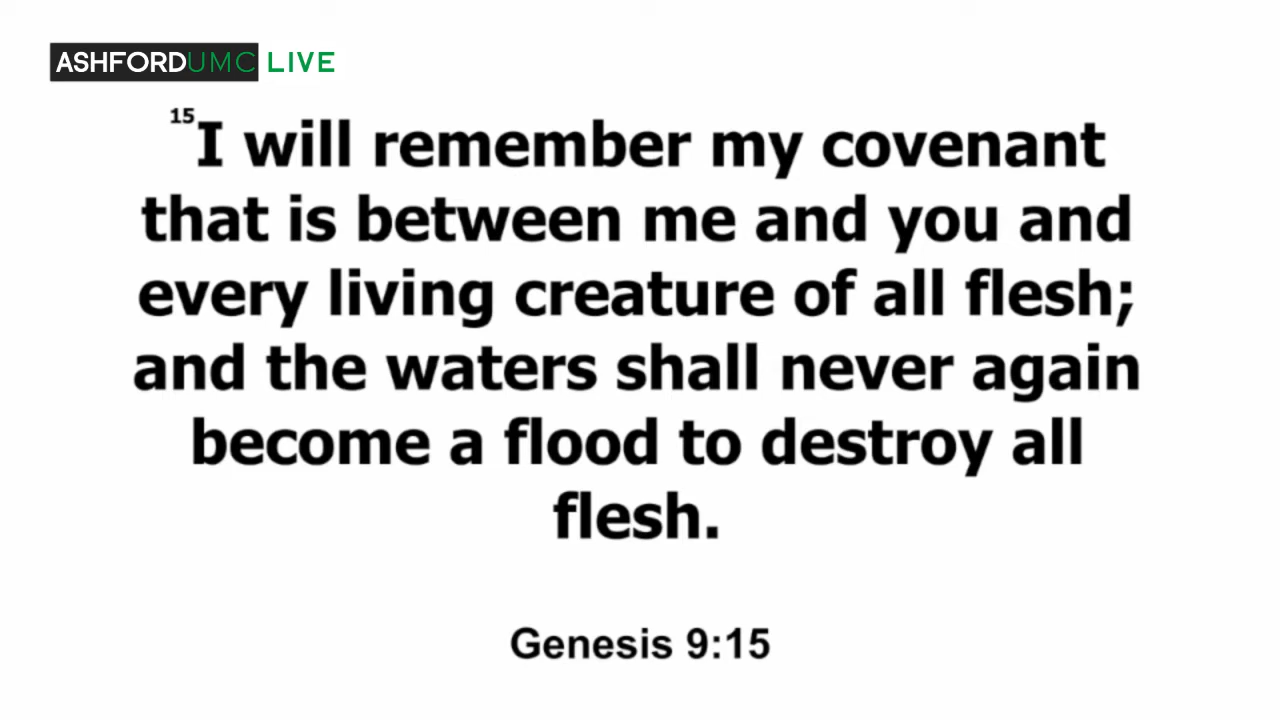 ASHFORDUMC LIVE
15I will remember my covenant
that is between me and you and
every living creature of all flesh;
and the waters shall never again
become a flood to destroy all
flesh.
Genesis 9:15